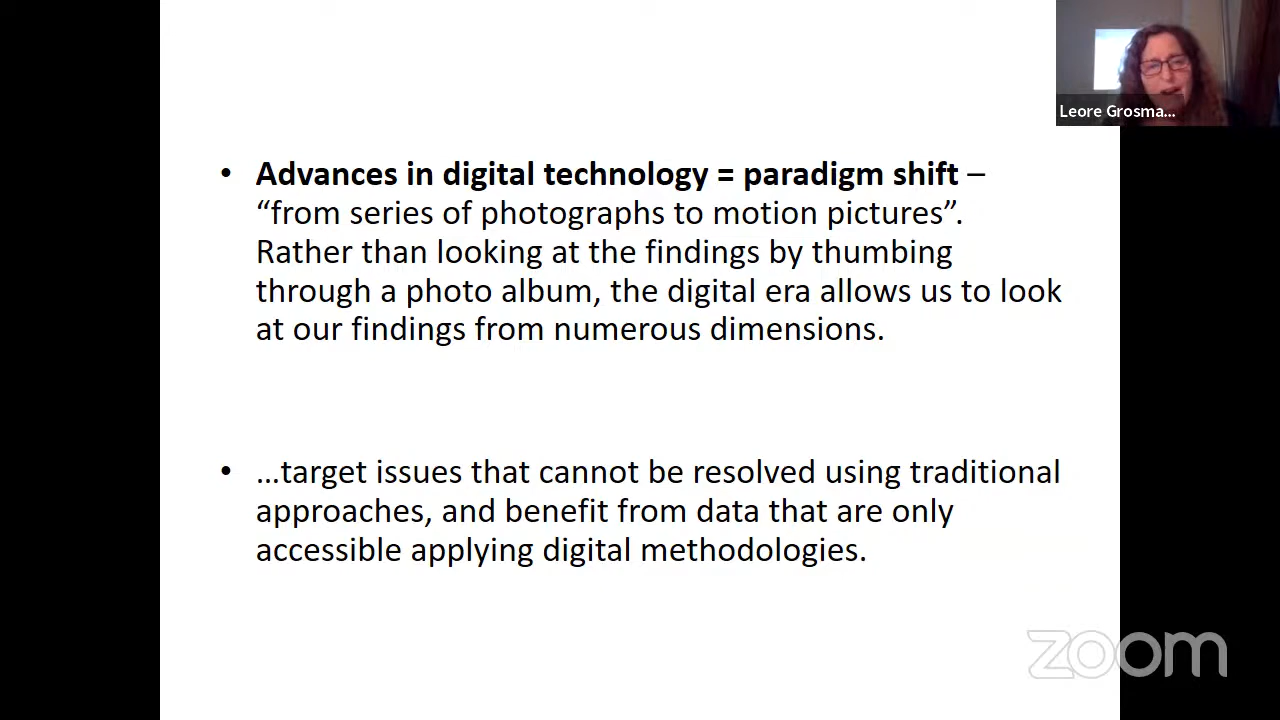 Leore Grosma...
• Advances in digital technology = paradigm shift –
“from series of photographs to motion pictures”.
Rather than looking at the findings by thumbing
through a photo album, the digital era allows us to look
at our findings from numerous dimensions.
• …target issues that cannot be resolved using traditional
approaches, and benefit from data that are only
accessible applying digital methodologies.
zoom